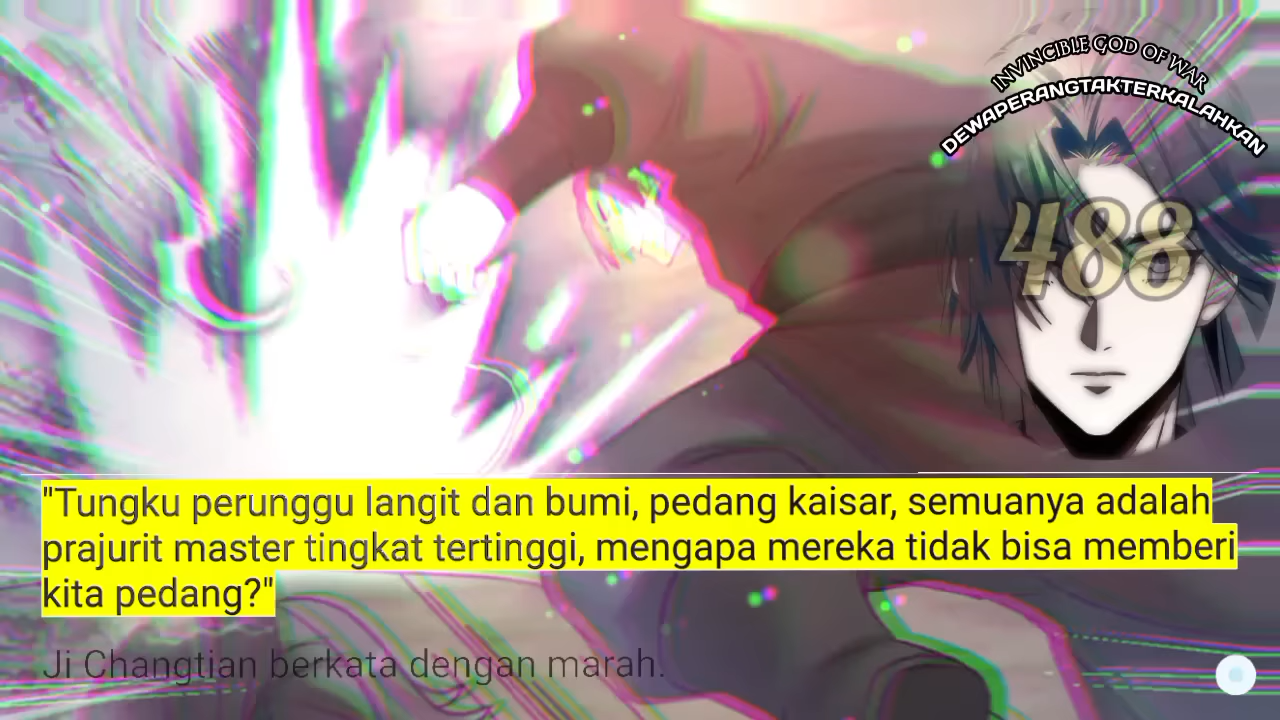 INVINCIBLE GOD OF WAR
DEWAPERANGTAKTERKALAHKAN
488
"Tungku perunggu langit dan bumi, pedang kaisar, semuanya adalah
prajurit master tingkat tertinggi, mengapa mereka tidak bisa memberi
kita pedang?"
Ji Changtian berkata dengan marah.